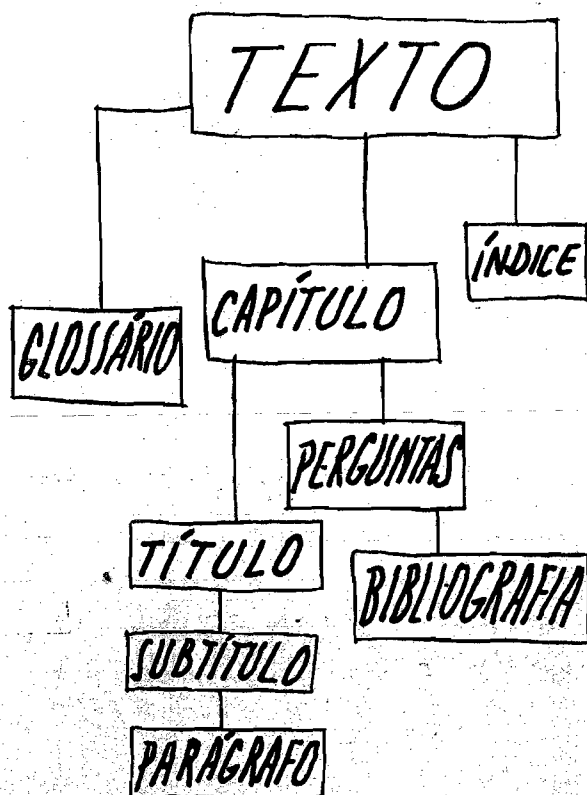 TEXTO
ÍNDICE
CAPÍTULO
GLOSSÁRIO
PERGUNTAS
TÍTULO
BIBLIOGRAFIA
SUBTÍTULO
PARÁGRAFO